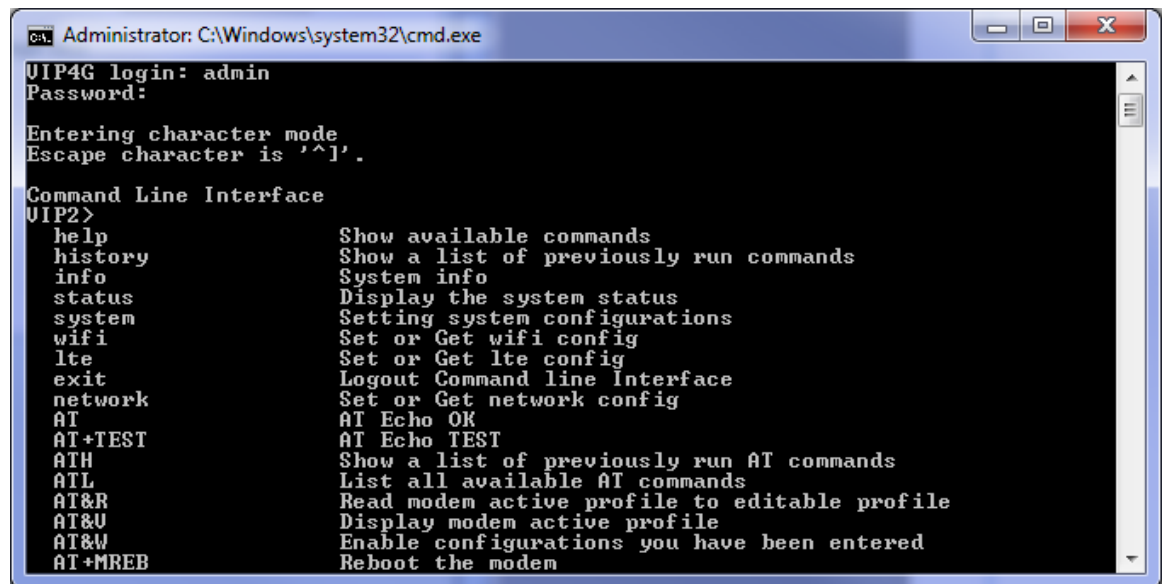 Administrator: C:\Windows\system32\cmd.exe
VIP4G login: admin
Password:
Entering character mode
Escape character is '^]'.
Command Line Interface
VIP2>
help Show available commands
history Show a list of previously run commands
info System info
status Display the system status
system Setting system configurations
wifi Set or Get wifi config
lte Set or Get lte config
exit Logout Command line Interface
network Set or Get network config
AT AT Echo OK
AT+TEST AT Echo TEST
ATH Show a list of previously run AT commands
ATL List all available AT commands
AT&R Read modem active profile to editable profile
AT&V Display modem active profile
AT&W Enable configurations you have been entered
AT+MREB Reboot the modem